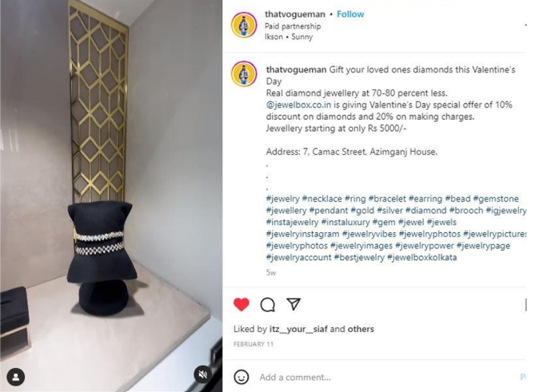 thatvogueman • Follow
Paid partnership
Ikson • Sunny
thatvogueman Gift your loved ones diamonds this Valentine's
Day
Real diamond jewellery at 70-80 percent less.
@jewelbox.co.in is giving Valentine's Day special offer of 10%
discount on diamonds and 20% on making charges.
Jewellery starting at only Rs 5000/-
Address: 7, Camac Street, Azimganj House.
.
.
.
#jewelry #necklace #ring #bracelet #earring #bead #gemstone
#jewellery #pendant #gold #silver #diamond #brooch #igjewelry
#instajewelry #instaluxury #gem #jewel #jewels
#jewelryinstagram #jewelryvibes #jewelryphotos #jewelrypictures
#jewelryphotos #jewelryimages #jewelrypower #jewelrypage
#jewelryaccount #bestjewelry #jewelboxkolkata
5w
Liked by itz__your__siaf and others
FEBRUARY 11
Add a comment...